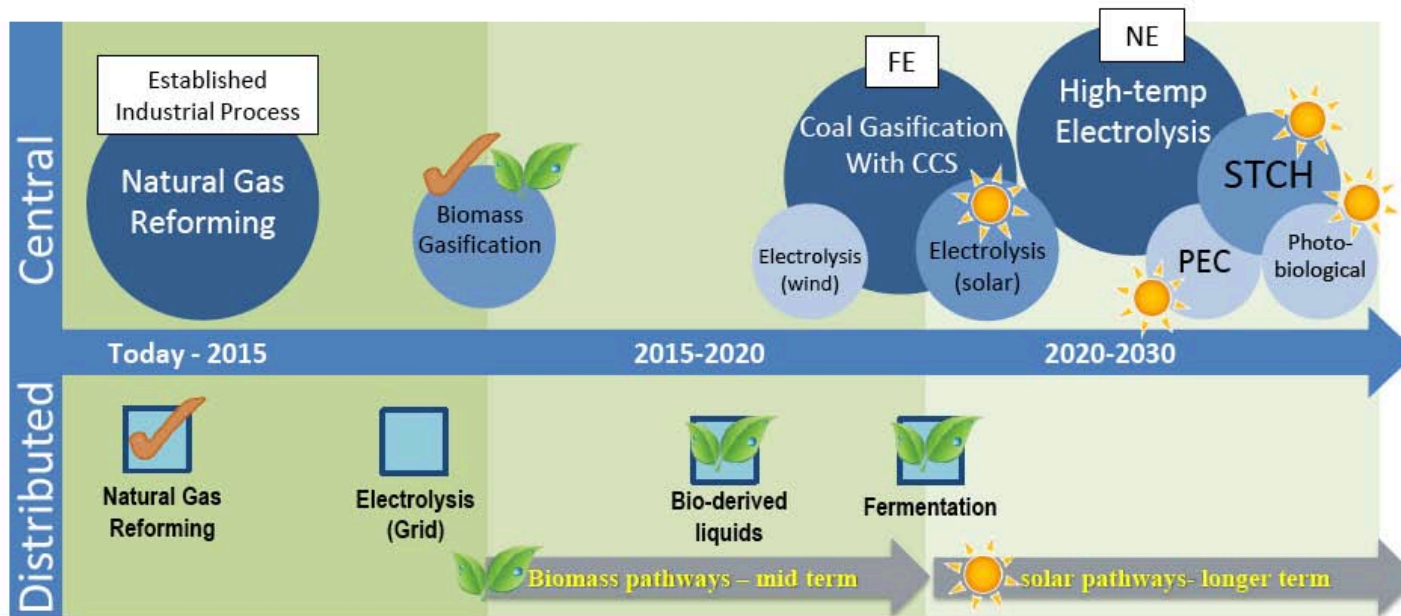 Central
Established
Industrial Process
Natural Gas
Reforming
Biomass
Gasification
FE
Coal Gasification
With CCS
Electrolysis
(wind)
Electrolysis
(solar)
NE
High-temp
Electrolysis
STCH
PEC
Photo-
biological
Today - 2015
2015-2020
2020-2030
Distributed
Natural Gas
Reforming
Electrolysis
(Grid)
Bio-derived
liquids
Fermentation
Biomass pathways – mid term
solar pathways- longer term